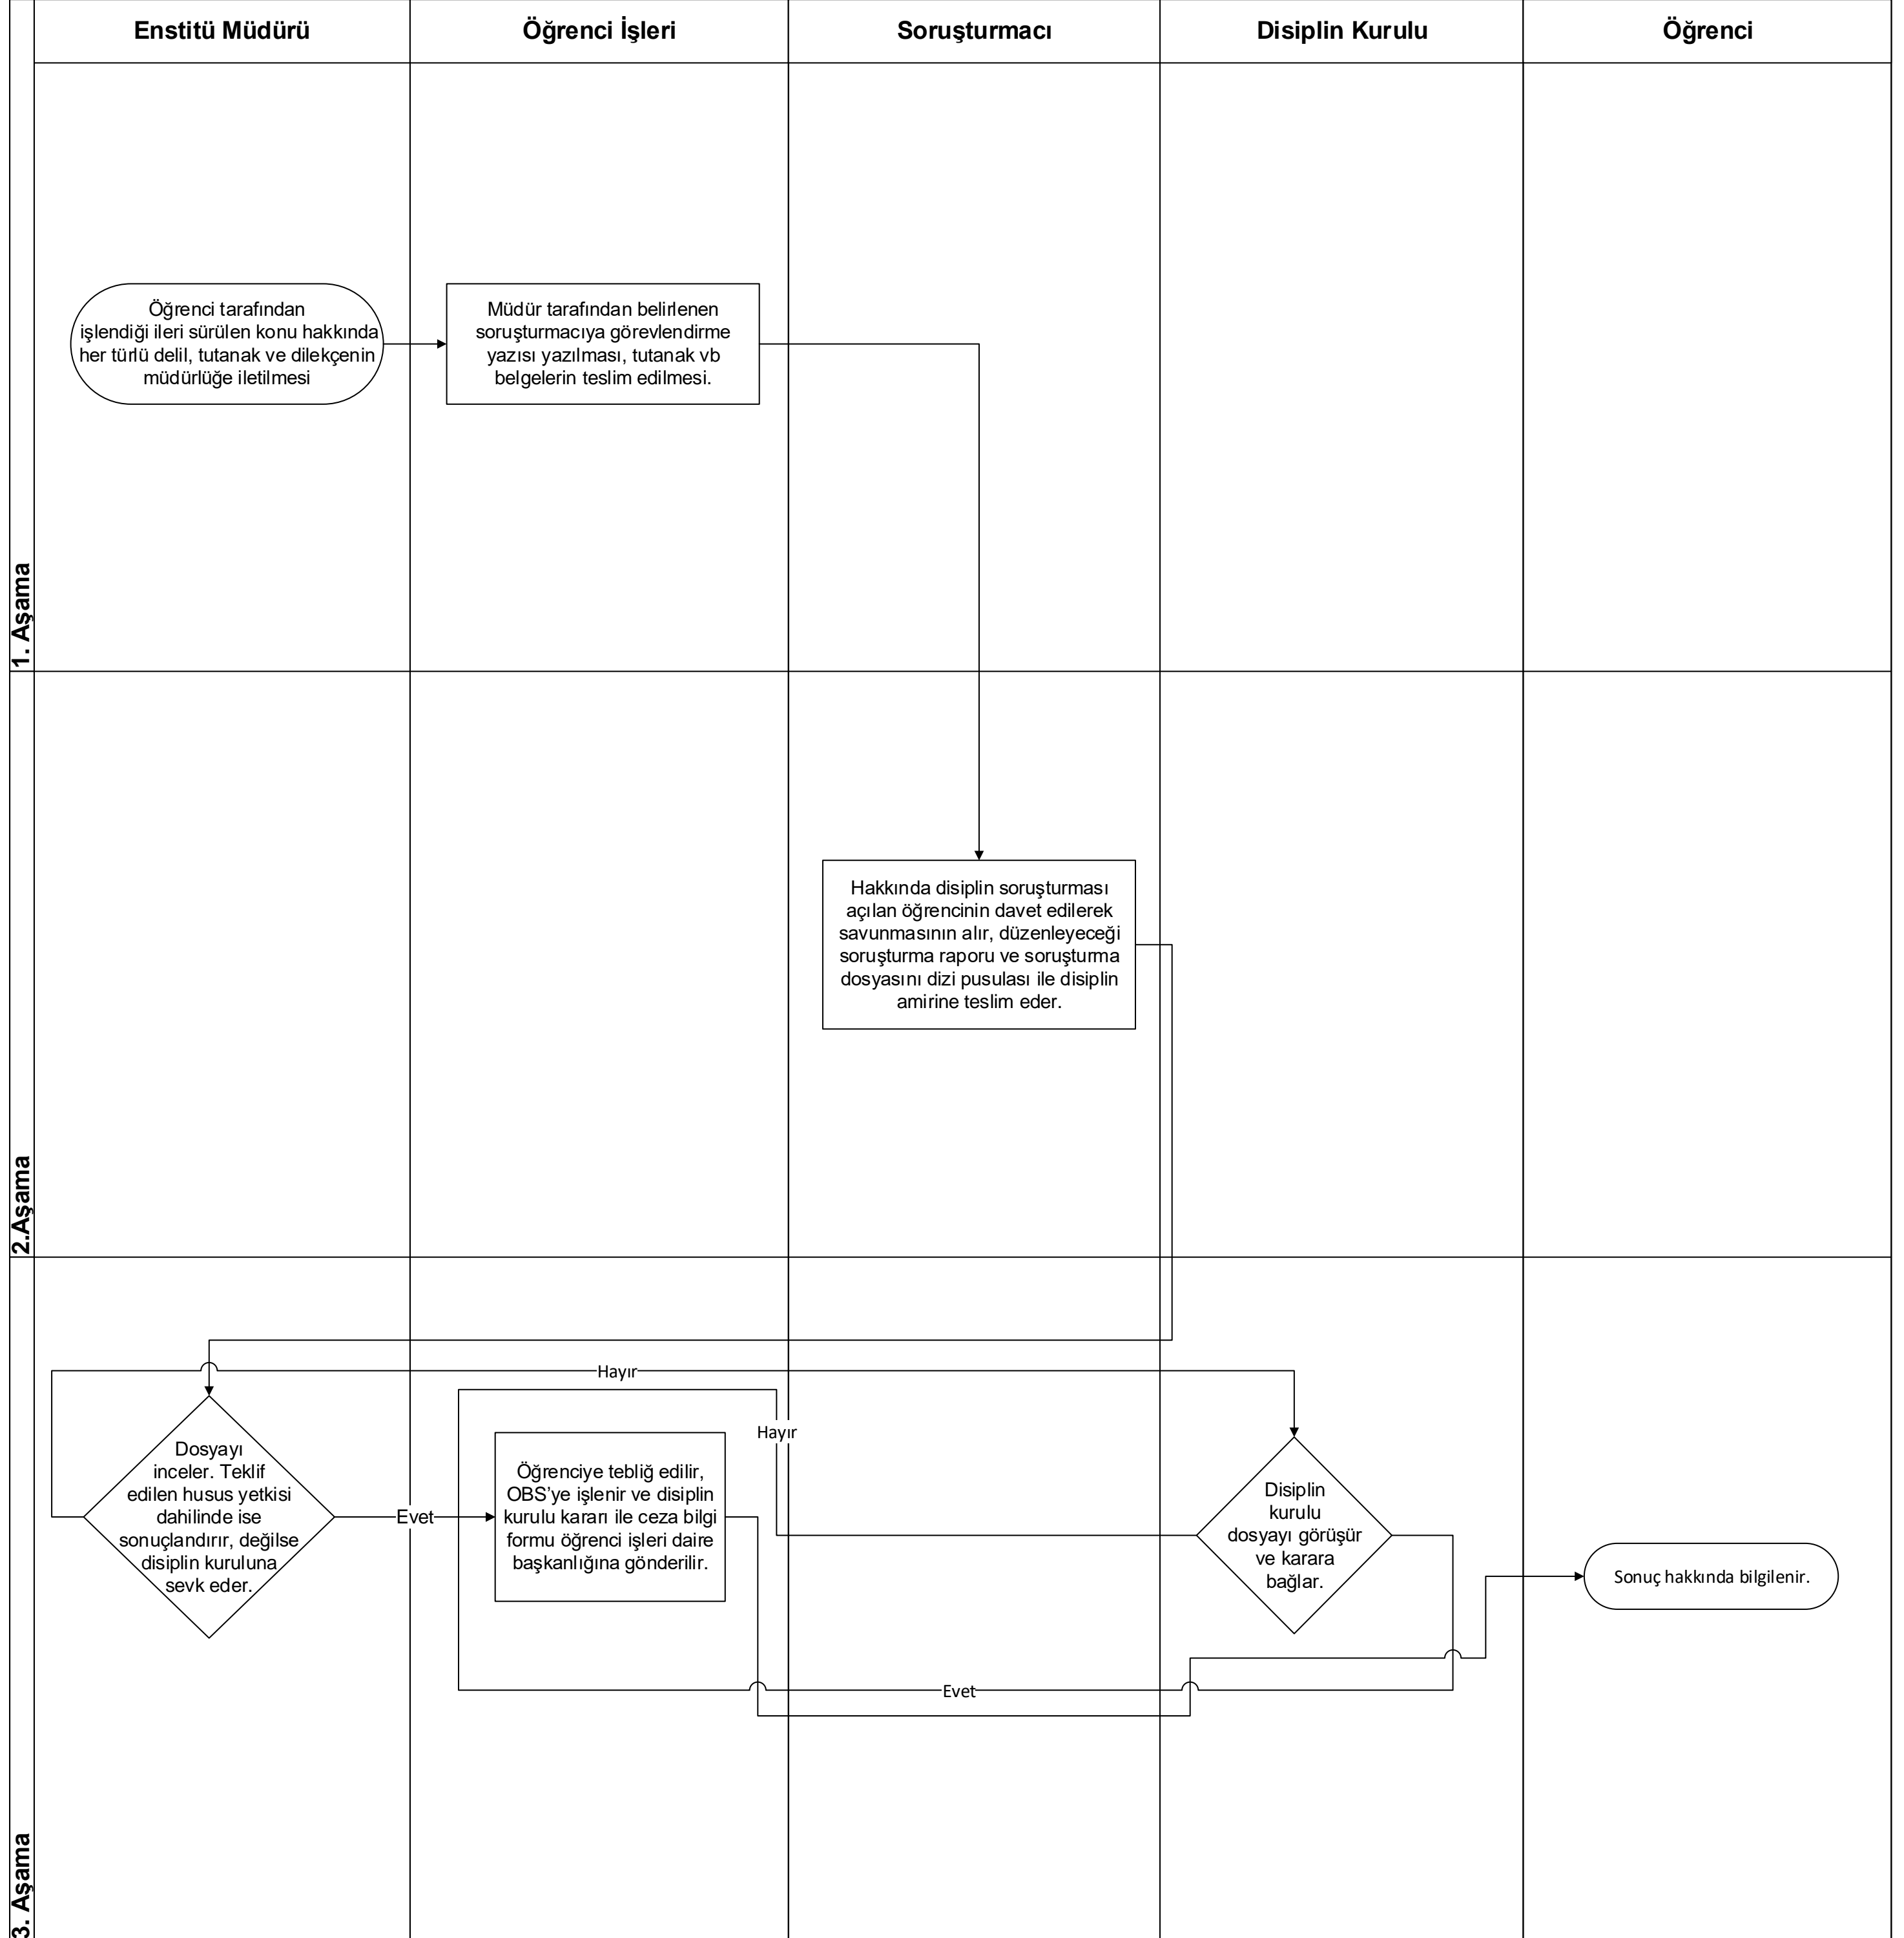 Enstitü Müdürü
Öğrenci İşleri
Soruşturmacı
Disiplin Kurulu
Öğrenci
1. Aşama
Öğrenci tarafından
işlendiği ileri sürülen konu hakkında
her türlü delil, tutanak ve dilekçenin
müdürlüğe iletilmesi
Müdür tarafından belirlenen
soruşturmacıya görevlendirme
yazısı yazılması, tutanak vb
belgelerin teslim edilmesi.
2.Aşama
Hakkında disiplin soruşturması
açılan öğrencinin davet edilerek
savunmasının alır, düzenleyeceği
soruşturma raporu ve soruşturma
dosyasını dizi pusulası ile disiplin
amirine teslim eder.
3. Aşama
Hayır
Hayır
Dosyayı
inceler. Teklif
edilen husus yetkisi
dahilinde ise
sonuçlandırır, değilse
disiplin kuruluna
sevk eder.
Evet
Öğrenciye tebliğ edilir,
OBS’ye işlenir ve disiplin
kurulu kararı ile ceza bilgi
formu öğrenci işleri daire
başkanlığına gönderilir.
Disiplin
kurulu
dosyayı görüşür
ve karara
bağlar.
Sonuç hakkında bilgilenir.
Evet